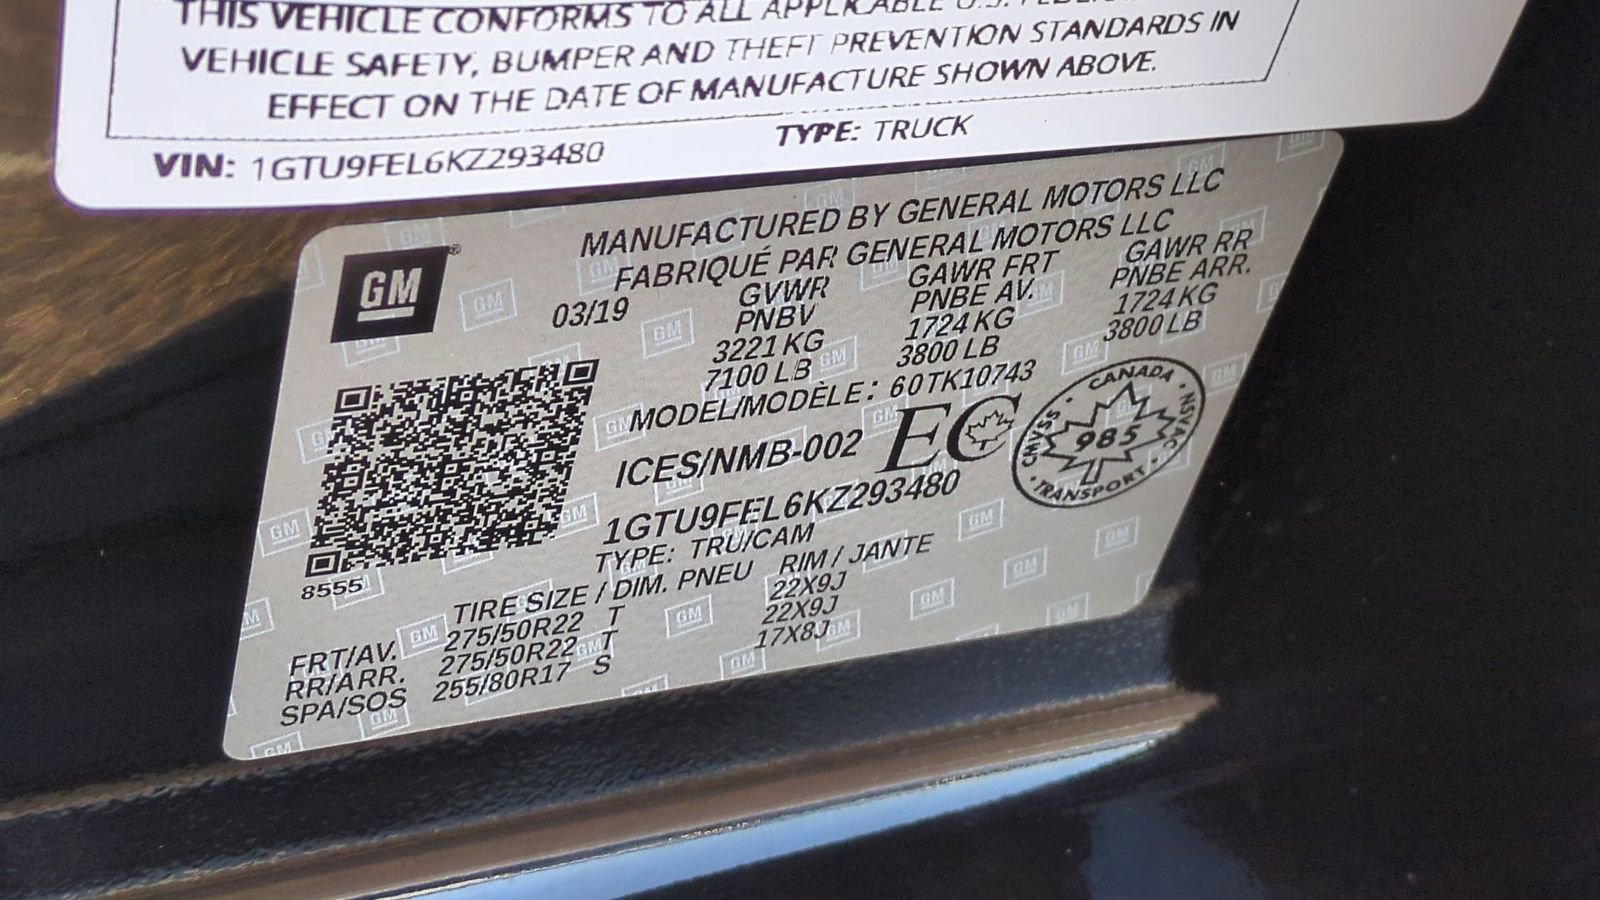 THIS VEHICLE CONFORMS TO ALL APPLICABLE U.S.
VEHICLE SAFETY, BUMPER AND THEFT PREVENTION STANDARDS IN
EFFECT ON THE DATE OF MANUFACTURE SHOWN ABOVE.
VIN: 1GTU9FEL6KZ293480 TYPE: TRUCK
GM®
MANUFACTURED BY GENERAL MOTORS LLC
FABRIQUÉ PAR GENERAL MOTORS LLC
03/19 GVWR GAWR FRT GAWR RR
PNBV PNBE AV. PNBE ARR.
3221 KG 1724 KG 1724 KG
7100 LB 3800 LB 3800 LB
MODEL/MODÈLE: 60TK10743
ICES/NMB-002 EC
CANADA · NSVAC · TRANSPORT · CMVSS ·
985
1GTU9FEL6KZ293480
TYPE: TRU/CAM
8555
TIRE SIZE / DIM. PNEU RIM / JANTE
FRT/AV. 275/50R22 T 22X9J
RR/ARR. 275/50R22 T 22X9J
SPA/SOS 255/80R17 S 17X8J